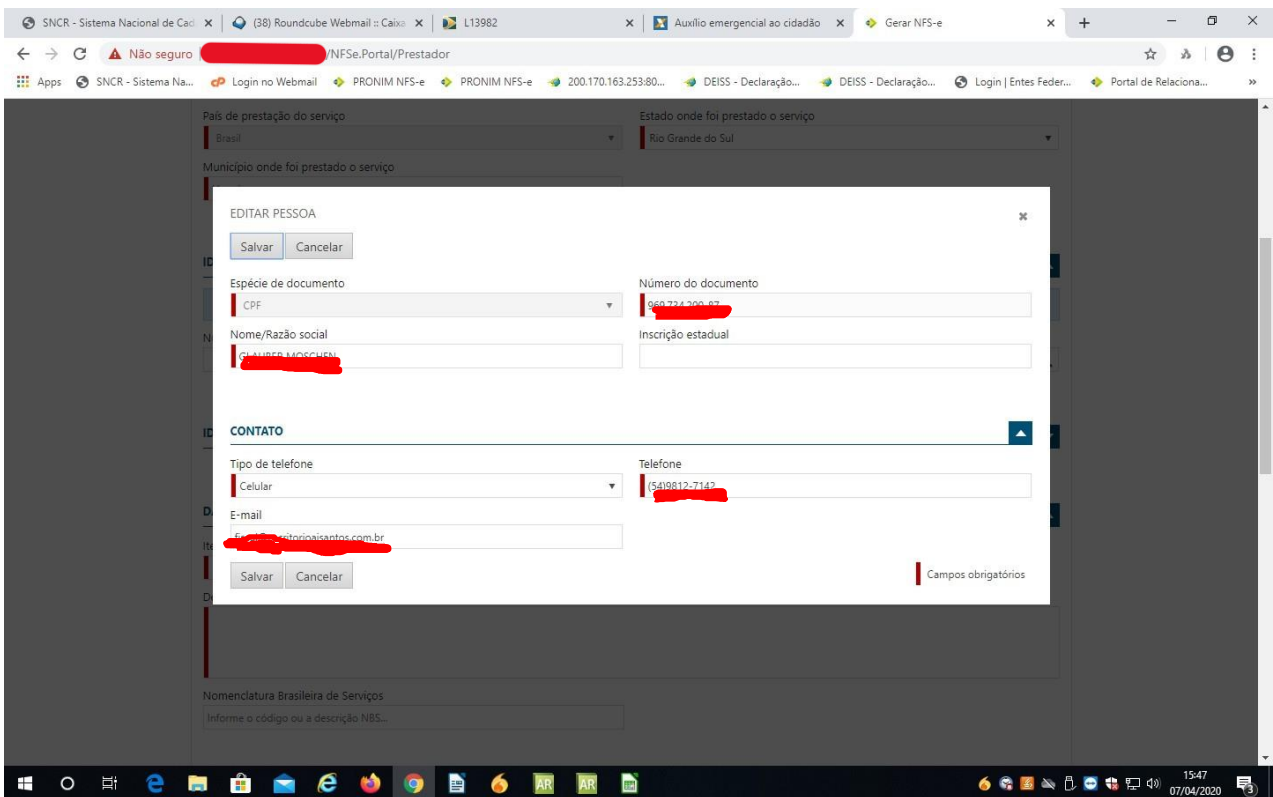 SNCR - Sistema Nacional de Cad
(38) Roundcube Webmail :: Caixa
L13982
Auxílio emergencial ao cidadão
Gerar NFS-e
Não seguro /NFSe.Portal/Prestador
Apps
SNCR - Sistema Na...
Login no Webmail
PRONIM NFS-e
PRONIM NFS-e
200.170.163.253:80...
DEISS - Declaração...
DEISS - Declaração...
Login | Entes Feder...
Portal de Relaciona...
»
País de prestação do serviço
Estado onde foi prestado o serviço
Brasil
Rio Grande do Sul
Município onde foi prestado o serviço
EDITAR PESSOA
Salvar Cancelar
Espécie de documento
Número do documento
CPF
Nome/Razão social
Inscrição estadual
CONTATO
Tipo de telefone
Telefone
Celular
E-mail
Salvar Cancelar
Campos obrigatórios
Nomenclatura Brasileira de Serviços
Informe o código ou a descrição NBS...
AR
AR
15:47
07/04/2020
3